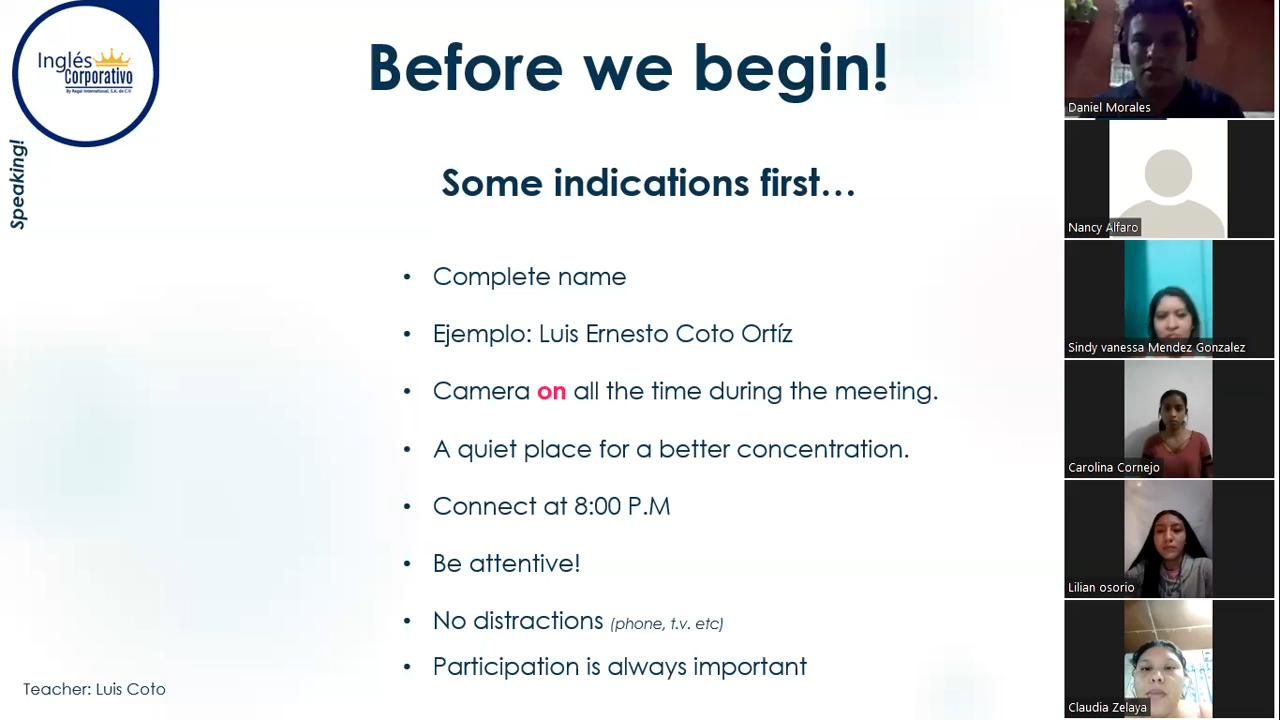 Inglés
Corporativo
By Regal International, S.A. de C.V
Speaking!
Before we begin!
Some indications first...
• Complete name
• Ejemplo: Luis Ernesto Coto Ortíz
• Camera on all the time during the meeting.
• A quiet place for a better concentration.
• Connect at 8:00 P.M
• Be attentive!
• No distractions (phone, t.v. etc)
• Participation is always important
Teacher: Luis Coto
Daniel Morales
Nancy Alfaro
Sindy vanessa Mendez Gonzalez
Carolina Cornejo
Lilian osorio
Claudia Zelaya